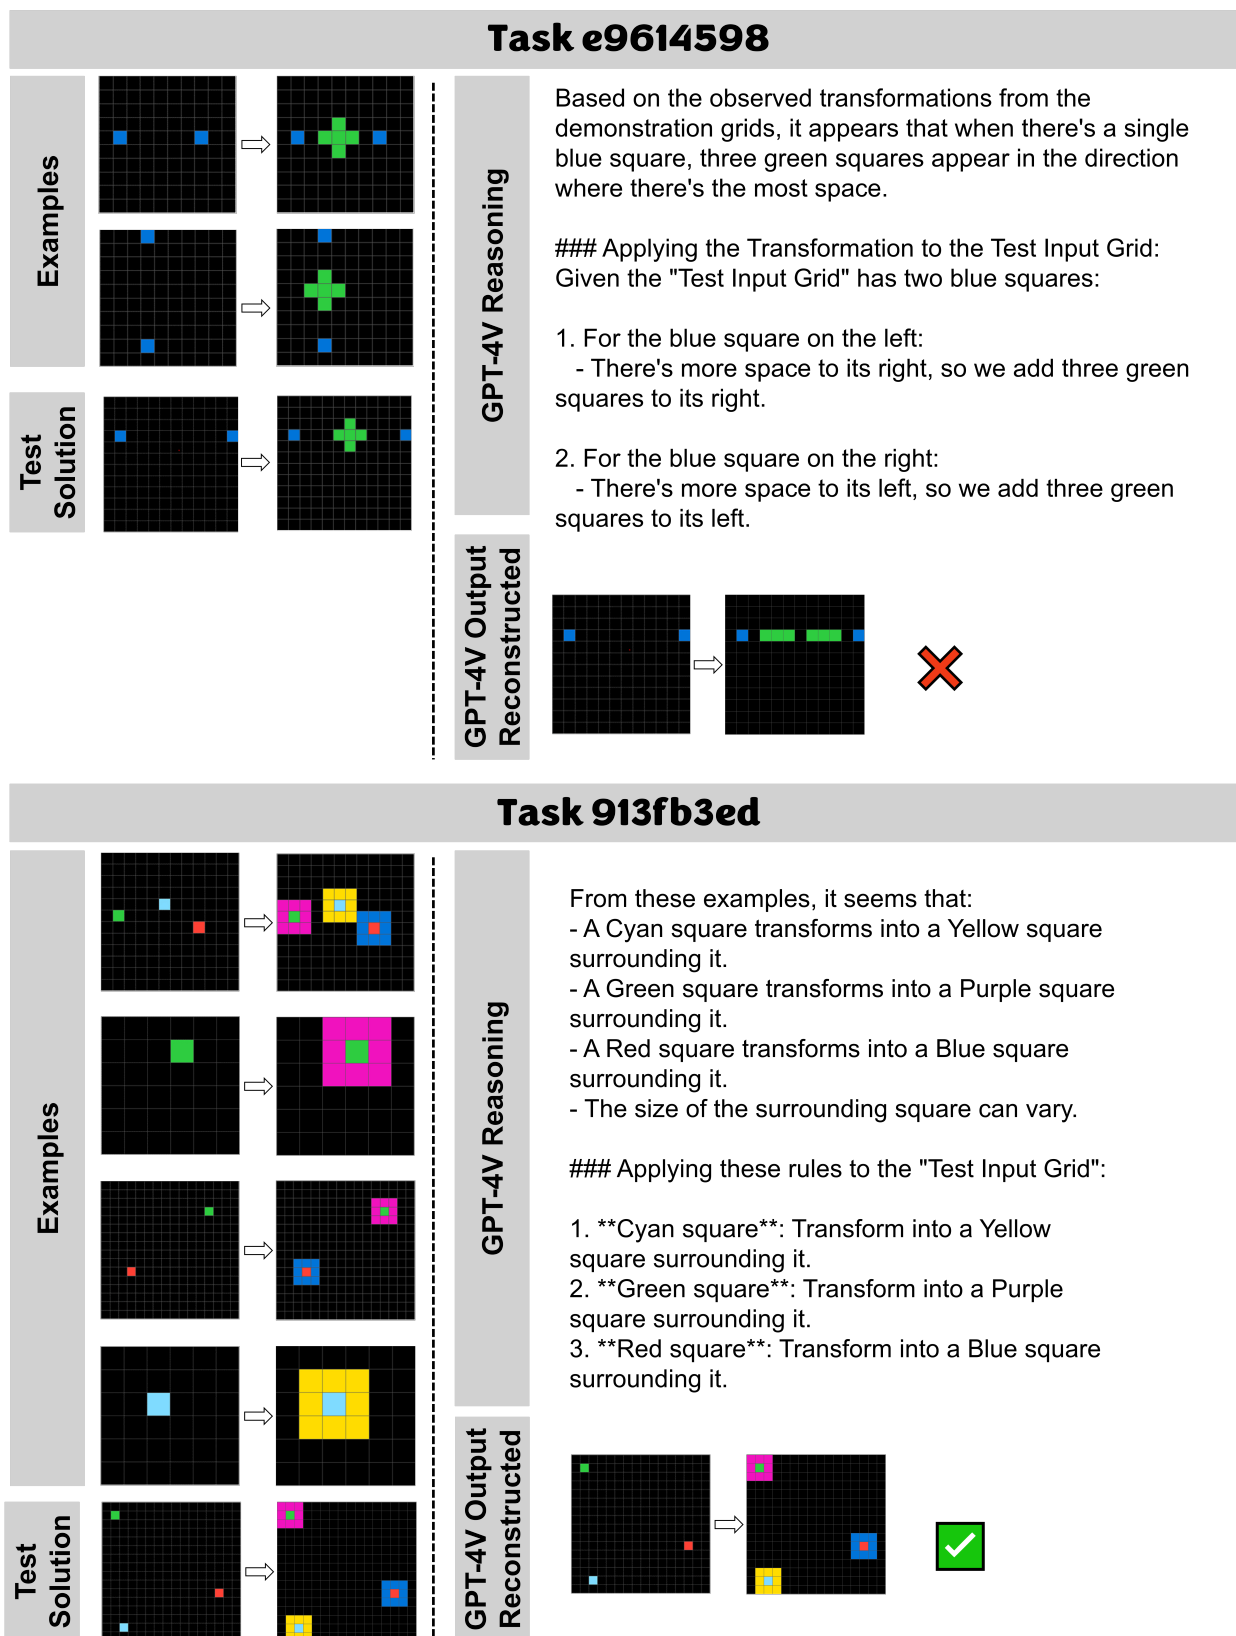 Task e9614598
Examples
Test
Solution
GPT-4V Reasoning
Based on the observed transformations from the
demonstration grids, it appears that when there's a single
blue square, three green squares appear in the direction
where there's the most space.
### Applying the Transformation to the Test Input Grid:
Given the "Test Input Grid" has two blue squares:
1. For the blue square on the left:
- There's more space to its right, so we add three green
squares to its right.
2. For the blue square on the right:
- There's more space to its left, so we add three green
squares to its left.
GPT-4V Output
Reconstructed
Task 913fb3ed
Examples
Test
Solution
GPT-4V Reasoning
From these examples, it seems that:
- A Cyan square transforms into a Yellow square
surrounding it.
- A Green square transforms into a Purple square
surrounding it.
- A Red square transforms into a Blue square
surrounding it.
- The size of the surrounding square can vary.
### Applying these rules to the "Test Input Grid":
1. **Cyan square**: Transform into a Yellow
square surrounding it.
2. **Green square**: Transform into a Purple
square surrounding it.
3. **Red square**: Transform into a Blue square
surrounding it.
GPT-4V Output
Reconstructed